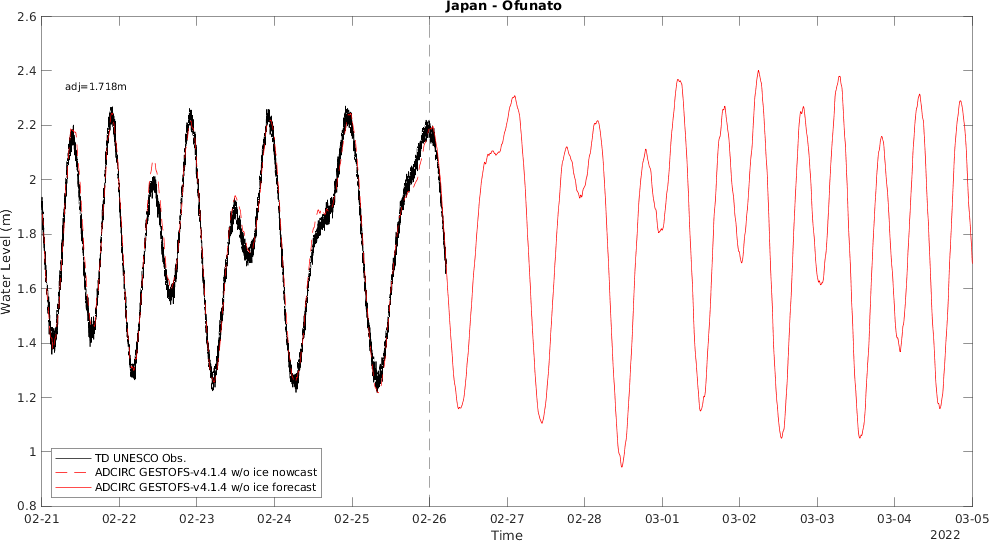 Japan - Ofunato
2.6
2.4
adj=1.718m
2.2
2
1.8
Water Level (m)
1.6
1.4
1.2
1
0.8
TD UNESCO Obs.
ADCIRC GESTOFS-v4.1.4 w/o ice nowcast
ADCIRC GESTOFS-v4.1.4 w/o ice forecast
02-21 02-22 02-23 02-24 02-25 02-26 02-27 02-28 03-01 03-02 03-03 03-04 03-05
Time
2022